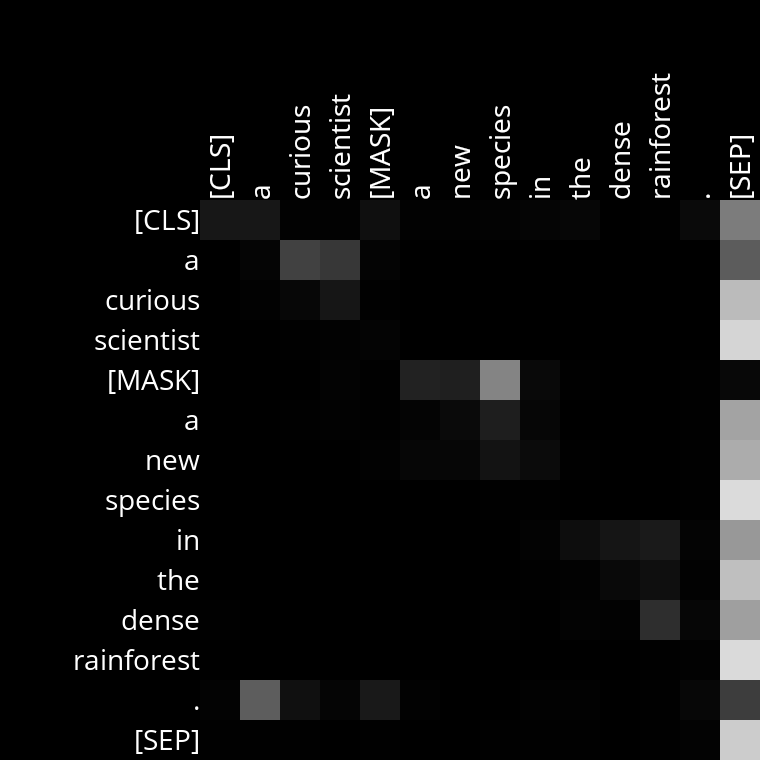 [CLS] a curious scientist [MASK] a new species in the dense rainforest . [SEP]
[CLS]
a
curious
scientist
[MASK]
a
new
species
in
the
dense
rainforest
.
[SEP]